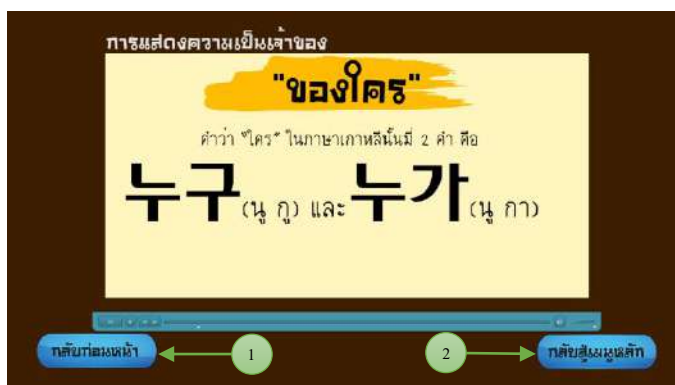 การแสดงความเป็นเจ้าของ
"ของใคร"
คำว่า "ใคร" ในภาษาเกาหลีนั้นมี 2 คำ คือ
누구(นู กู) และ 누가(นู กา)
กลับก่อนหน้า 1 2 กลับสู่เมนูหลัก